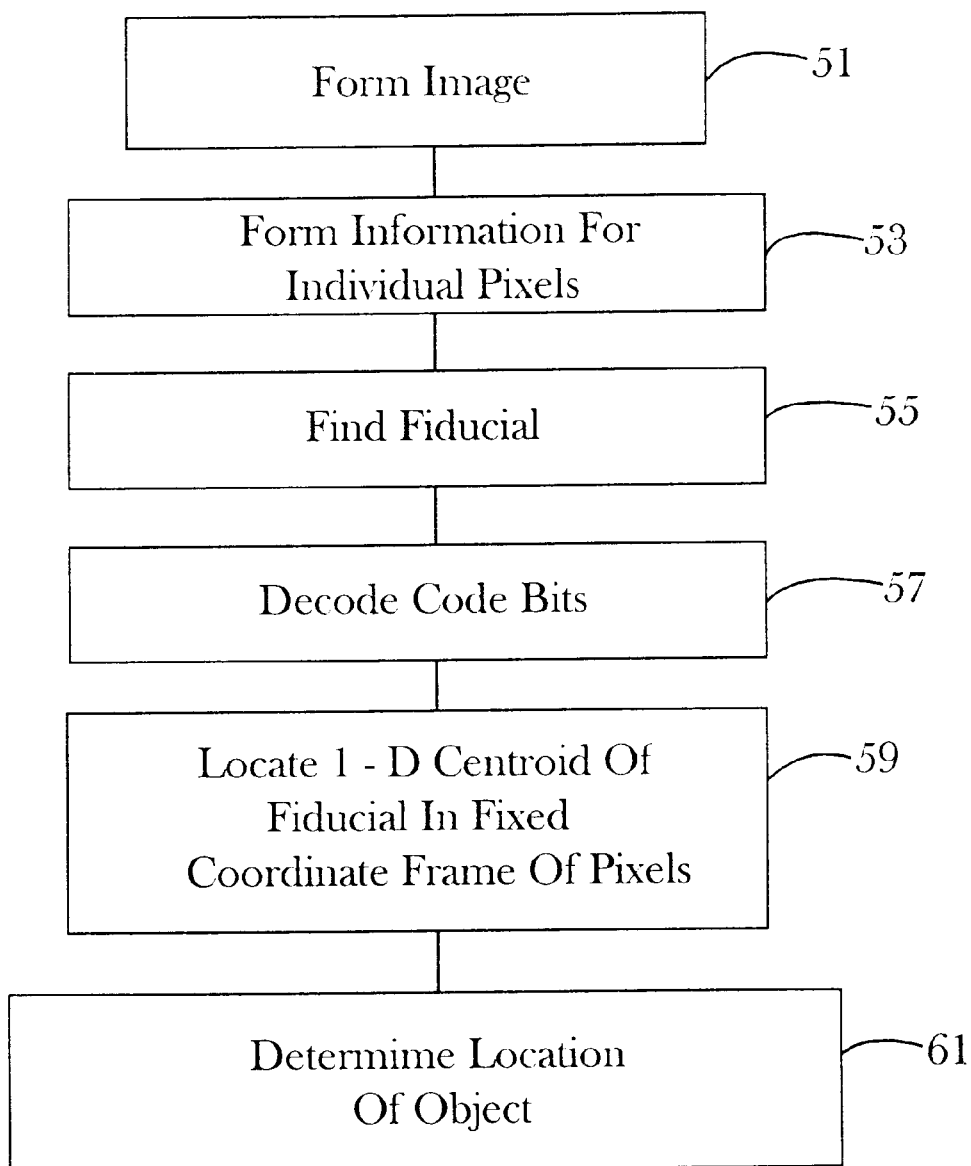 Form Image
51
Form Information For
Individual Pixels
53
Find Fiducial
55
Decode Code Bits
57
Locate 1 - D Centroid Of
Fiducial In Fixed
Coordinate Frame Of Pixels
59
Determime Location
Of Object
61